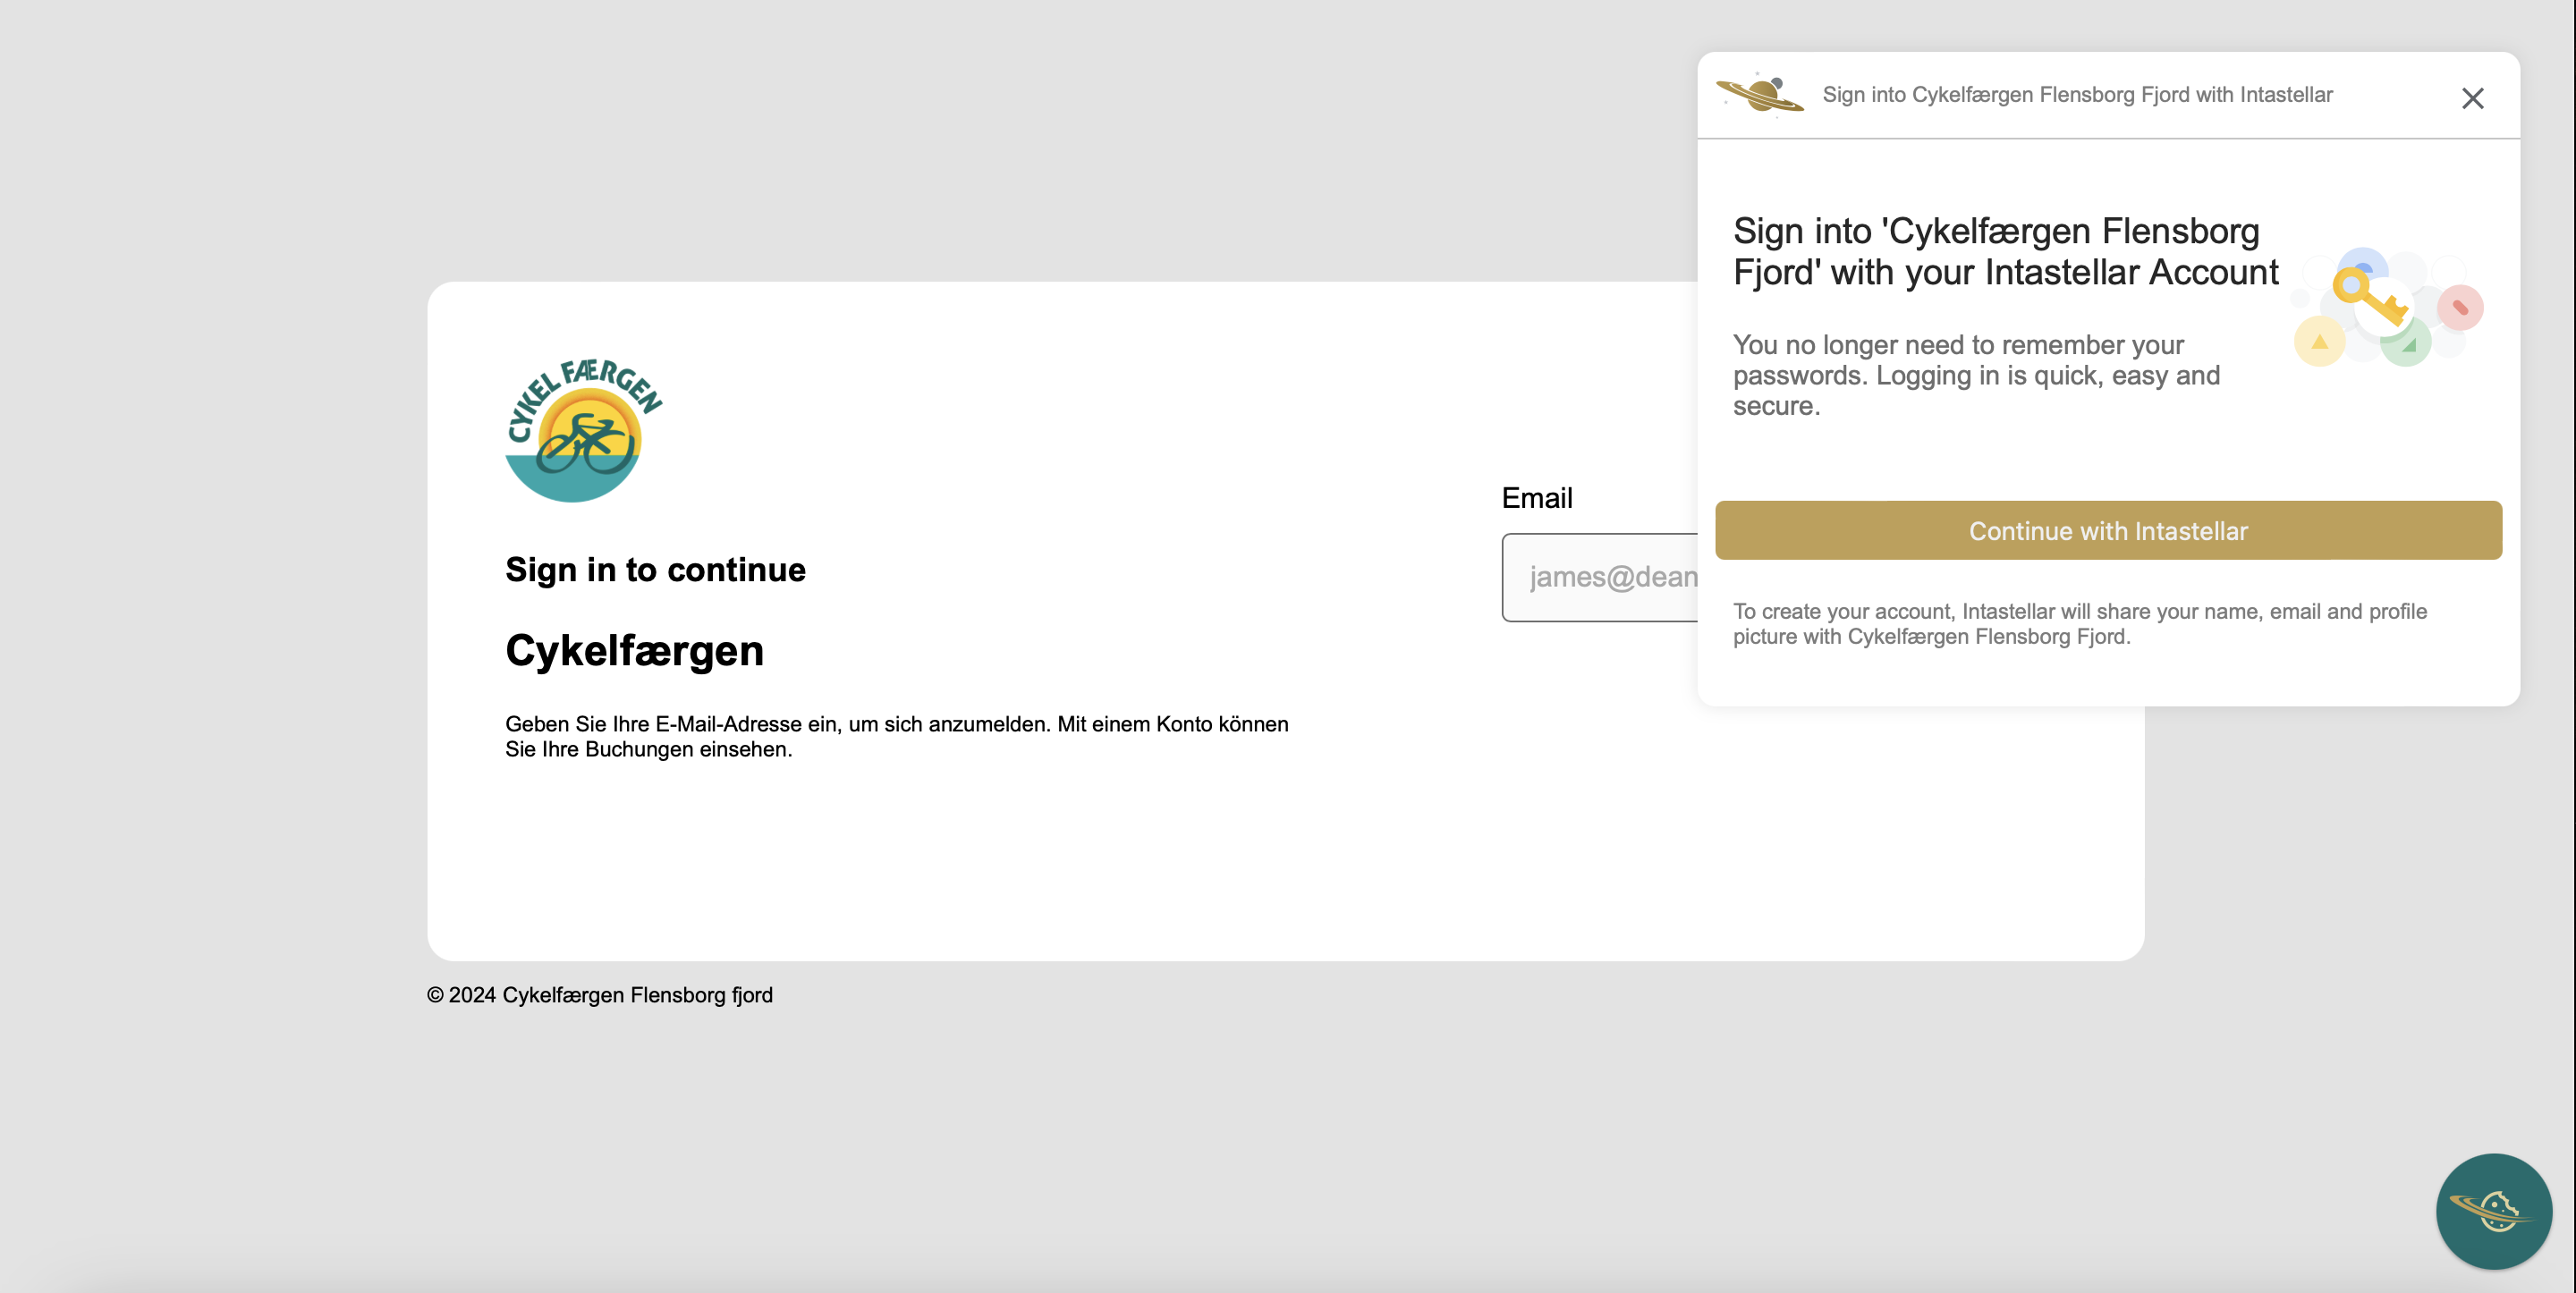 Sign into Cykelfærgen Flensborg Fjord with Intastellar
Sign into 'Cykelfærgen Flensborg
Fjord' with your Intastellar Account
You no longer need to remember your
passwords. Logging in is quick, easy and
secure.
Continue with Intastellar
To create your account, Intastellar will share your name, email and profile
picture with Cykelfærgen Flensborg Fjord.
CYKEL FÆRGEN
Sign in to continue
Cykelfærgen
Geben Sie Ihre E-Mail-Adresse ein, um sich anzumelden. Mit einem Konto können
Sie Ihre Buchungen einsehen.
Email
james@dean
© 2024 Cykelfærgen Flensborg fjord